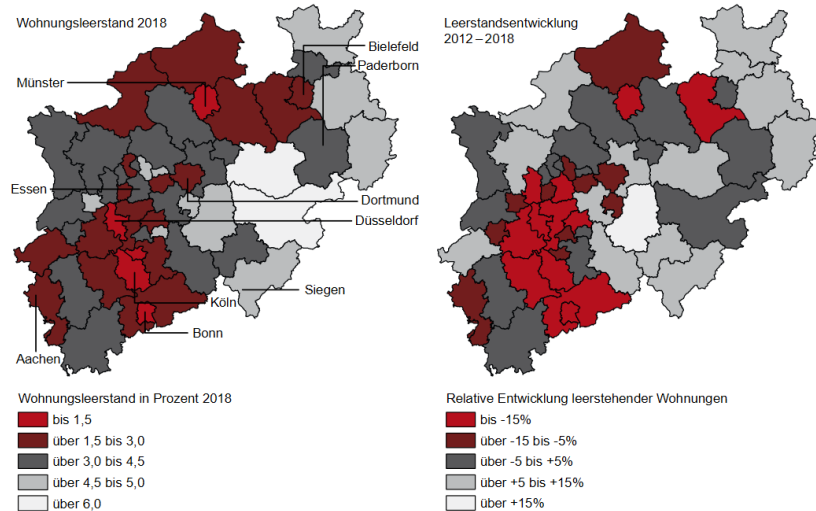 Wohnungsleerstand 2018
Bielefeld
Paderborn
Münster
Essen
Dortmund
Düsseldorf
Siegen
Köln
Bonn
Aachen
Wohnungsleerstand in Prozent 2018
bis 1,5
über 1,5 bis 3,0
über 3,0 bis 4,5
über 4,5 bis 5,0
über 6,0
Leerstandsentwicklung
2012 – 2018
Relative Entwicklung leerstehender Wohnungen
bis -15%
über -15 bis -5%
über -5 bis +5%
über +5 bis +15%
über +15%